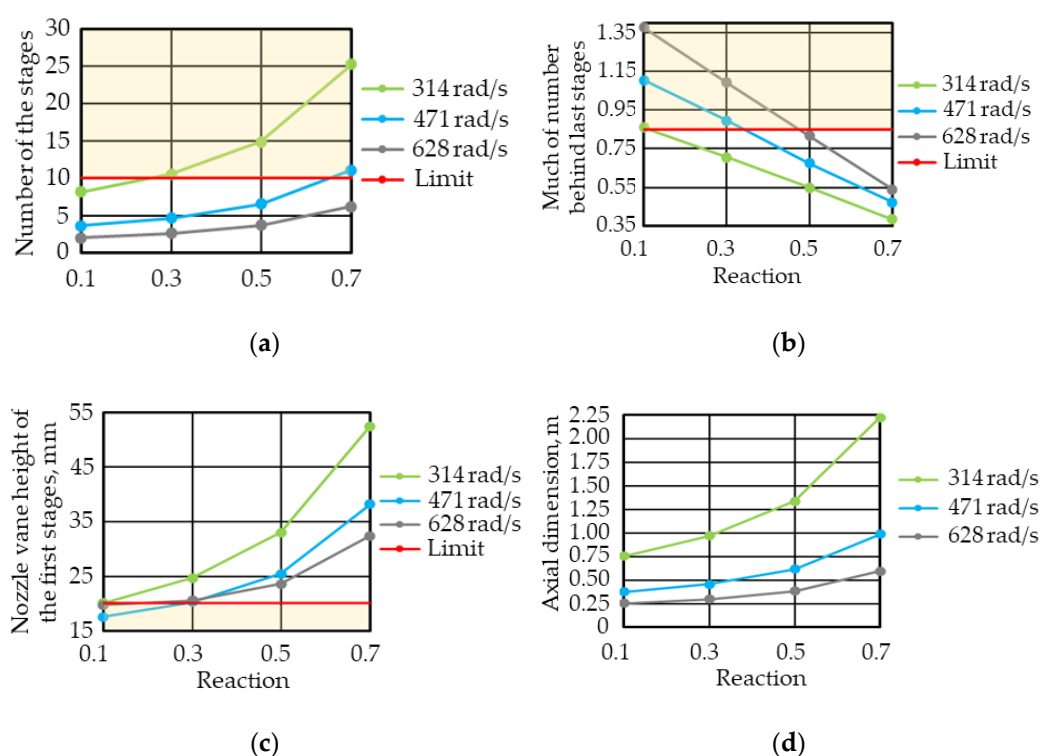 Number of the stages
30
25
20
15
10
5
0
0.1 0.3 0.5 0.7
314 rad/s
471 rad/s
628 rad/s
Limit
(a)
Much of number
behind last stages
1.35
1.15
0.95
0.75
0.55
0.35
0.1 0.3 0.5 0.7
Reaction
314 rad/s
471 rad/s
628 rad/s
Limit
(b)
Nozzle vane height of
the first stages, mm
55
45
35
25
15
0.1 0.3 0.5 0.7
Reaction
314 rad/s
471 rad/s
628 rad/s
Limit
(c)
Axial dimension, m
2.25
2.00
1.75
1.50
1.25
1.00
0.75
0.50
0.25
0
0.1 0.3 0.5 0.7
Reaction
314 rad/s
471 rad/s
628 rad/s
(d)